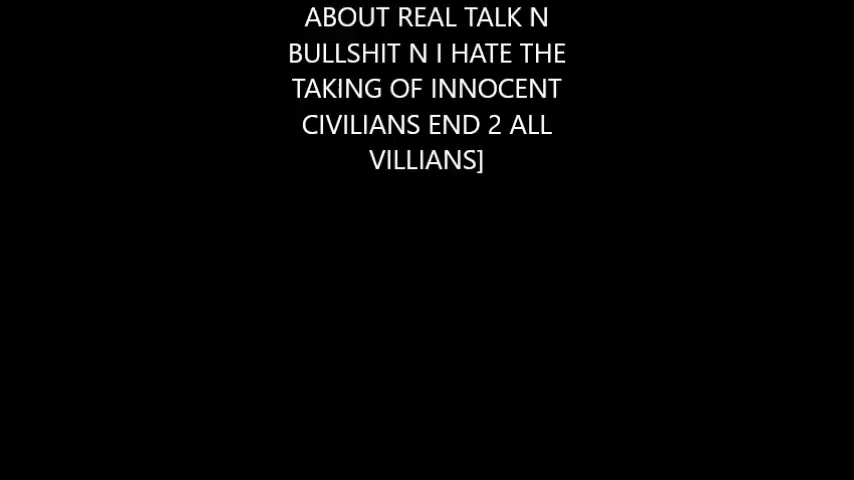 ABOUT REAL TALK N
BULLSHIT N I HATE THE
TAKING OF INNOCENT
CIVILIANS END 2 ALL
VILLIANS]